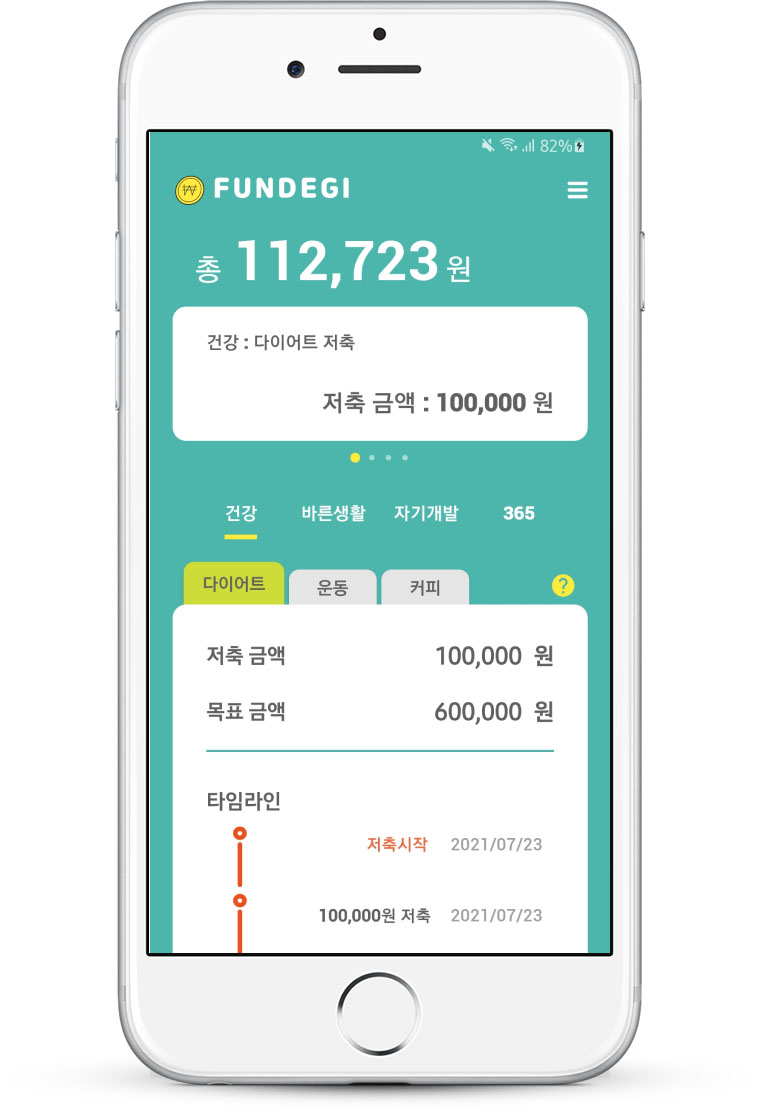 82%
₩ FUNDEGI
총 112,723 원
건강 : 다이어트 저축
저축 금액 : 100,000 원
건강 바른생활 자기개발 365
다이어트 운동 커피 ?
저축 금액 100,000 원
목표 금액 600,000 원
타임라인
저축시작 2021/07/23
100,000원 저축 2021/07/23